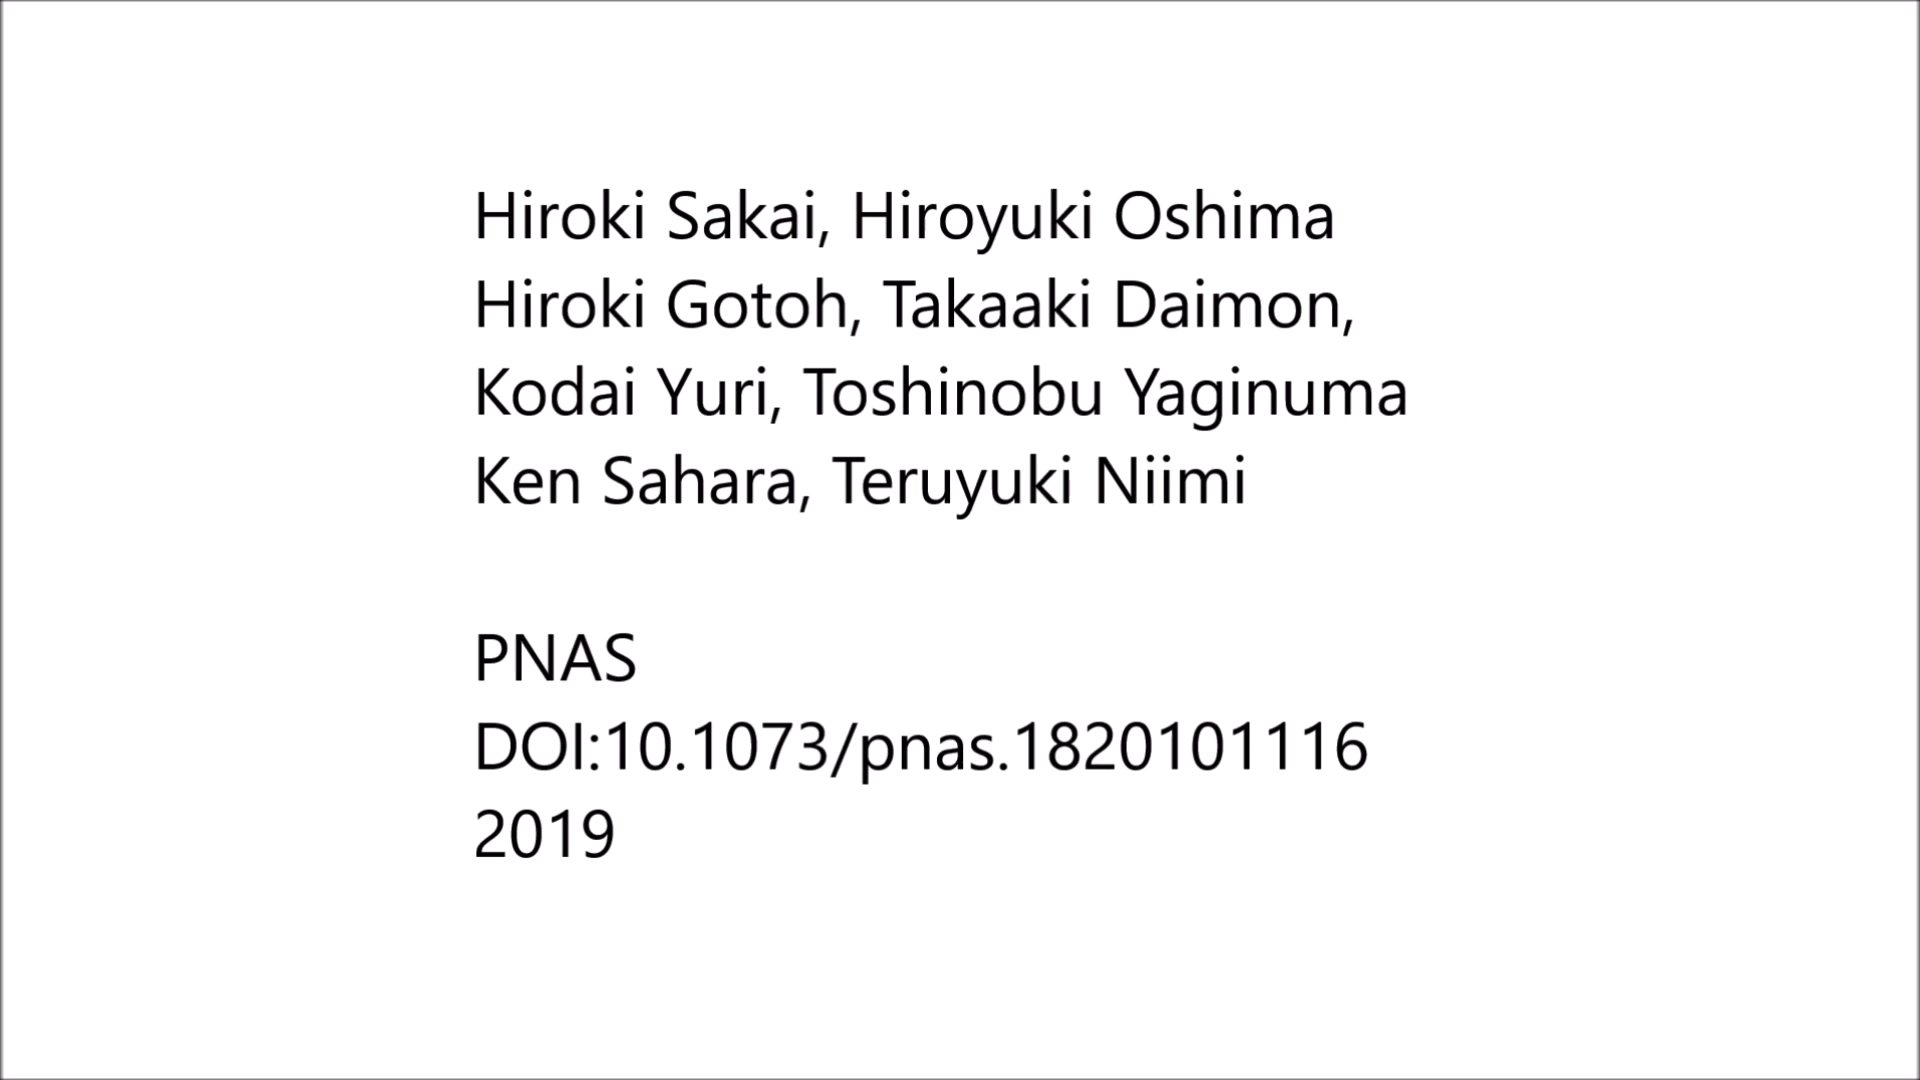 Hiroki Sakai, Hiroyuki Oshima
Hiroki Gotoh, Takaaki Daimon,
Kodai Yuri, Toshinobu Yaginuma
Ken Sahara, Teruyuki Niimi
PNAS
DOI:10.1073/pnas.1820101116
2019